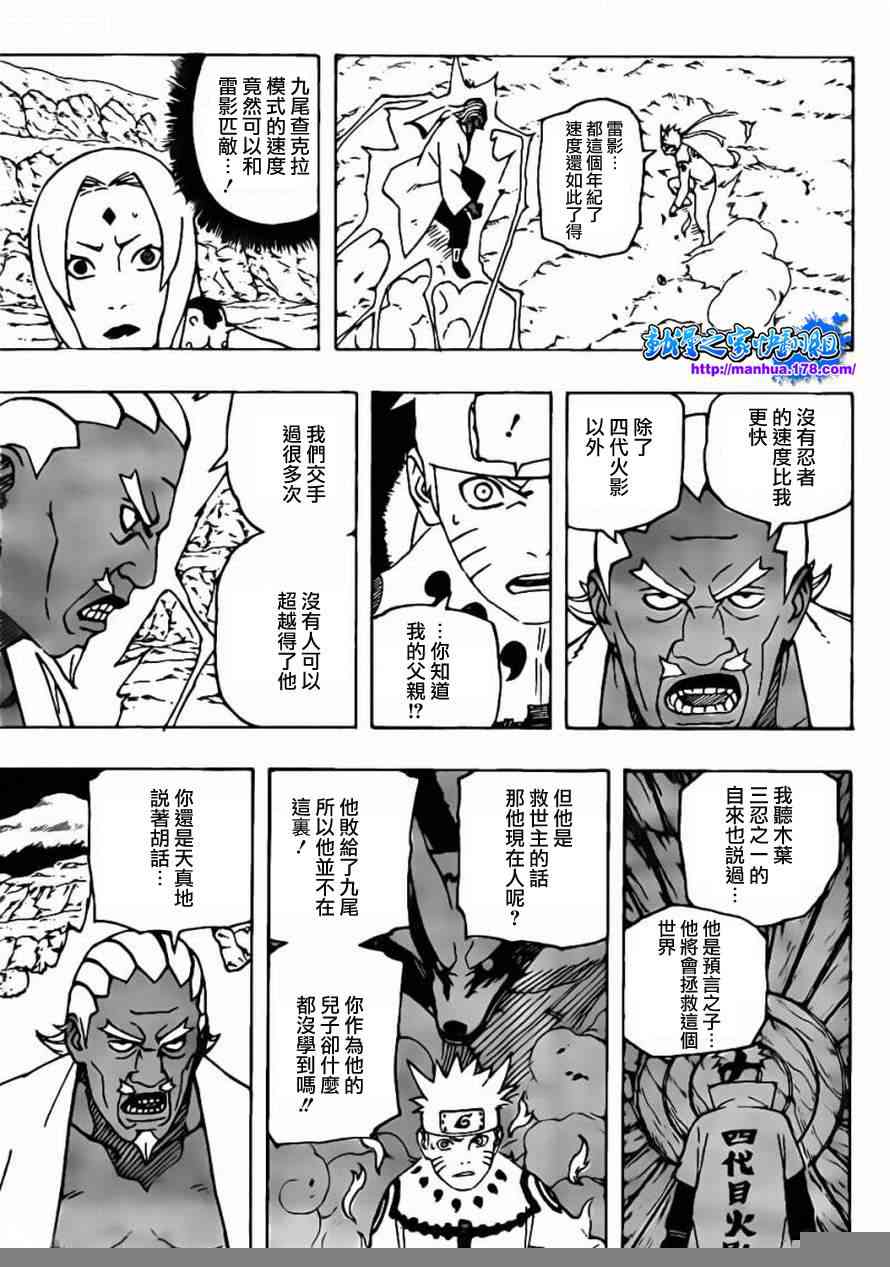 雷影…
都這個年紀了
速度還如此了得
九尾查克拉
模式的速度
竟然可以和
雷影匹敵…！
動漫之家
http://manhua.178.com/
沒有忍者
的速度比我
更快
除了
四代火影
以外
！
…你知道
我的父親!?
我們交手
過很多次
沒有人可以
超越得了他
我聽木葉
三忍之一的
自來也説過…
他是預言之子…
他將會拯救這個
世界
四代目火影
但他是
救世主的話
那他現在人呢？
他敗給了九尾
所以他並不在
這裏！
你作為他的
兒子卻什麼
都沒學到嗎!!
你還是天真地
説著胡話…